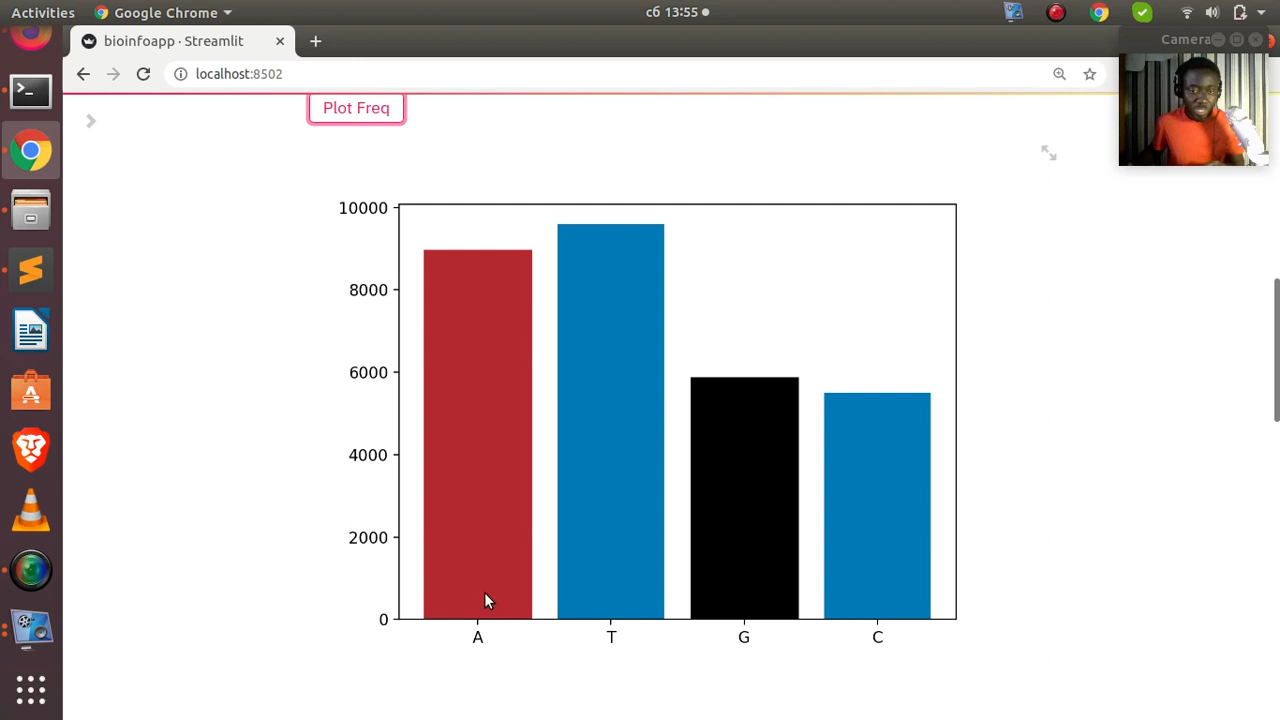 Activities
Google Chrome
сб 13:55
bioinfoapp · Streamlit
Camera
localhost:8502
Plot Freq
10000
8000
6000
4000
2000
0
A T G C